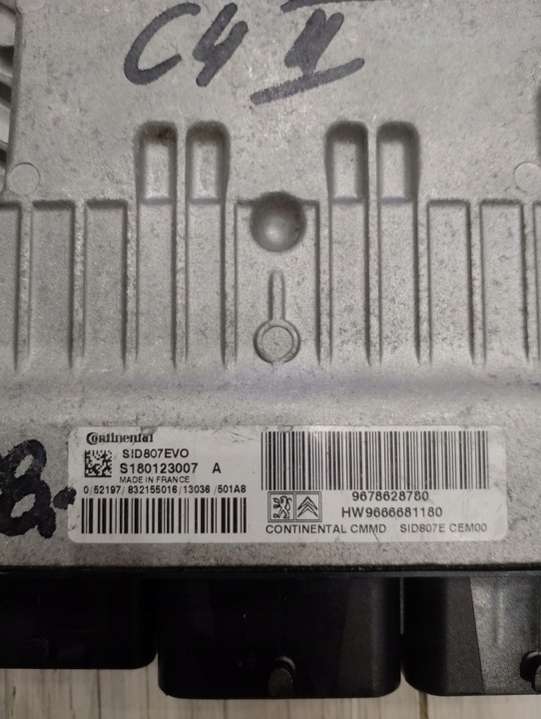 C4 II
8.
Continental
SID807EVO
S180123007 A
MADE IN FRANCE
0/52197/832155016/13036/501A8
9678628780
HW9666681180
CONTINENTAL CMMD SID807E CEM00